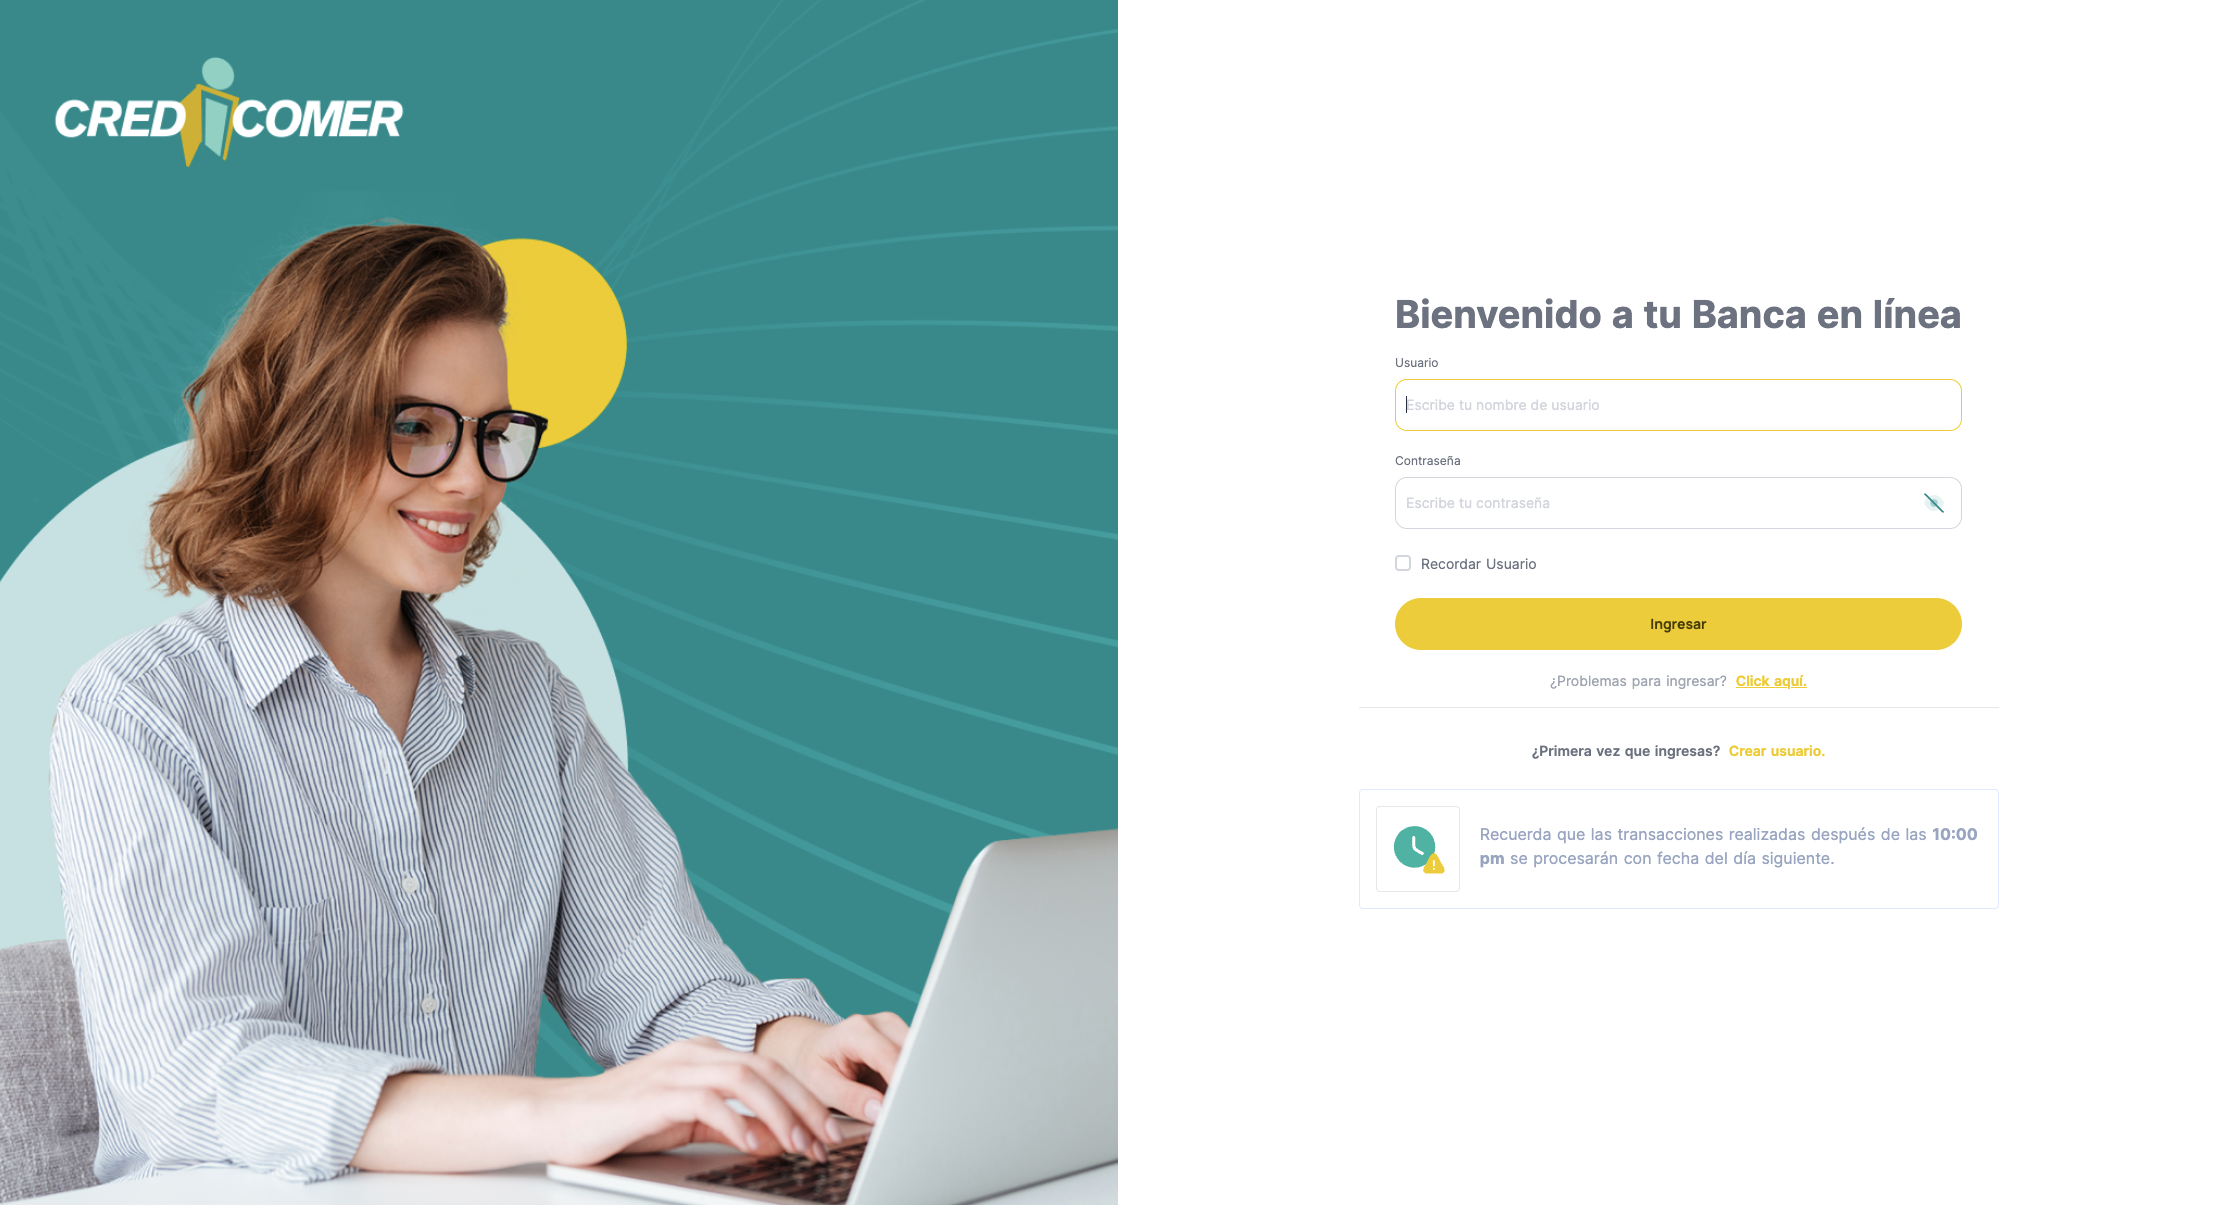 CREDICOMER
Bienvenido a tu Banca en línea
Usuario
Escribe tu nombre de usuario
Contraseña
Escribe tu contraseña
Recordar Usuario
Ingresar
¿Problemas para ingresar? Click aquí.
¿Primera vez que ingresas? Crear usuario.
Recuerda que las transacciones realizadas después de las 10:00
pm se procesarán con fecha del día siguiente.